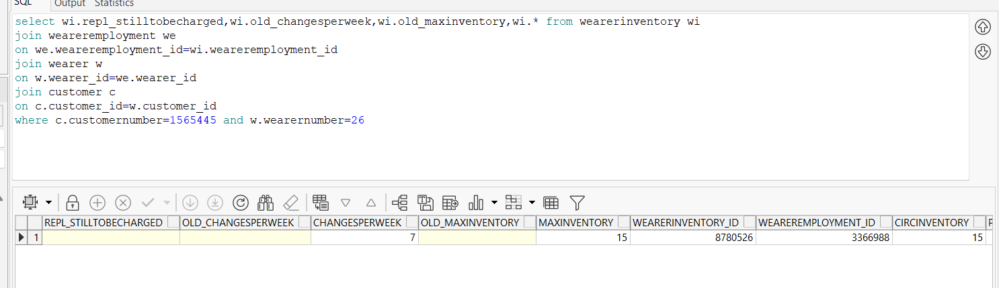 SQL Output Statistics
select wi.repl_stilltobecharged,wi.old_changesperweek,wi.old_maxinventory,wi.* from wearerinventory wi
join weareremployment we
on we.weareremployment_id=wi.weareremployment_id
join wearer w
on w.wearer_id=we.wearer_id
join customer c
on c.customer_id=w.customer_id
where c.customernumber=1565445 and w.wearernumber=26
REPL_STILLTOBECHARGED OLD_CHANGESPERWEEK CHANGESPERWEEK OLD_MAXINVENTORY MAXINVENTORY WEARERINVENTORY_ID WEAREREMPLOYMENT_ID CIRCINVENTORY
1 7 15 8780526 3366988 15